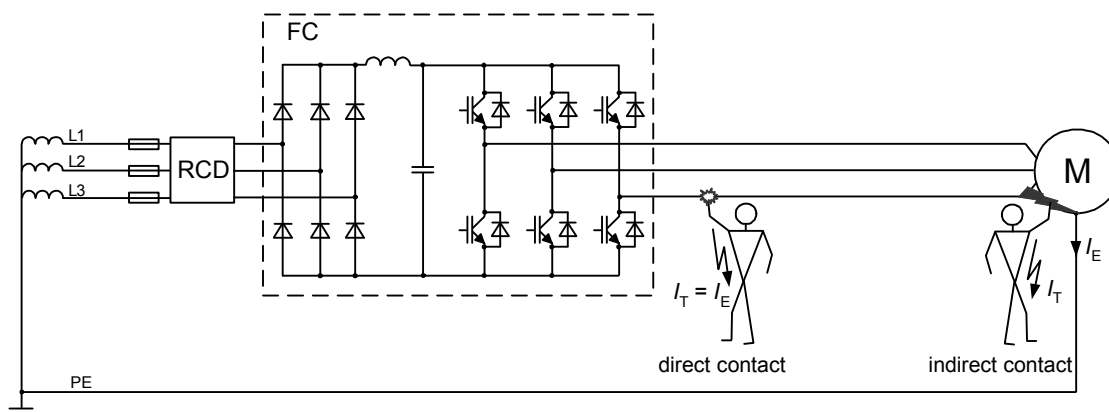 FC
L1
L2
L3
RCD
M
I_E
I_T = I_E
I_T
direct contact
indirect contact
PE